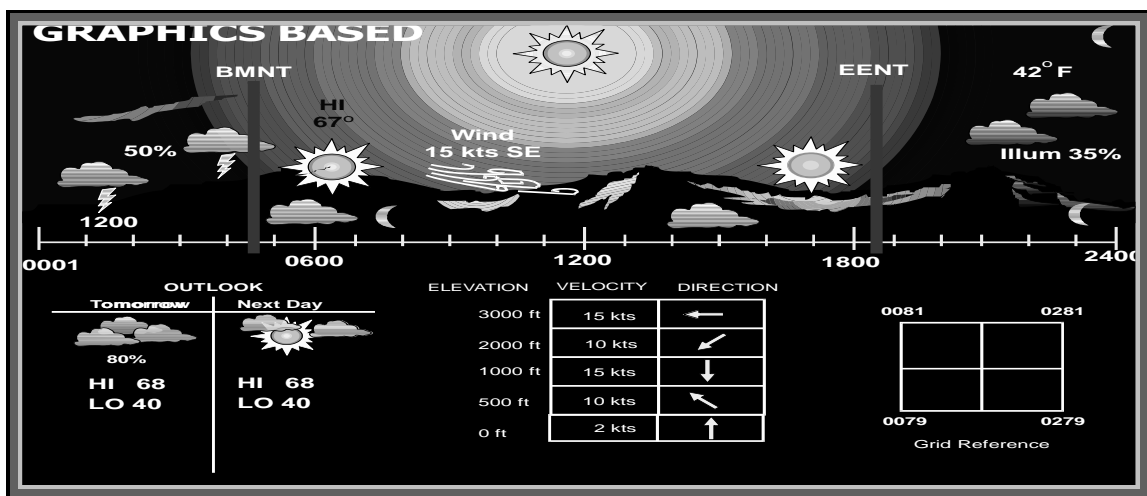 GRAPHICS BASED
BMNT
EENT
42° F
HI
67°
Wind
15 kts SE
50%
Illum 35%
1200
0001
0600
1200
1800
2400
OUTLOOK
Tomorrow
Next Day
80%
HI 68
LO 40
HI 68
LO 40
ELEVATION VELOCITY DIRECTION
3000 ft 15 kts
2000 ft 10 kts
1000 ft 15 kts
500 ft 10 kts
0 ft 2 kts
0081 0281
0079 0279
Grid Reference